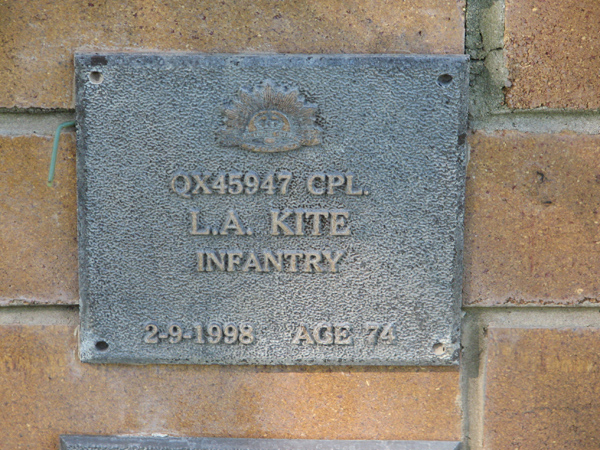 QX45947 CPL.
L.A. KITE
INFANTRY
2-9-1998 AGE 74